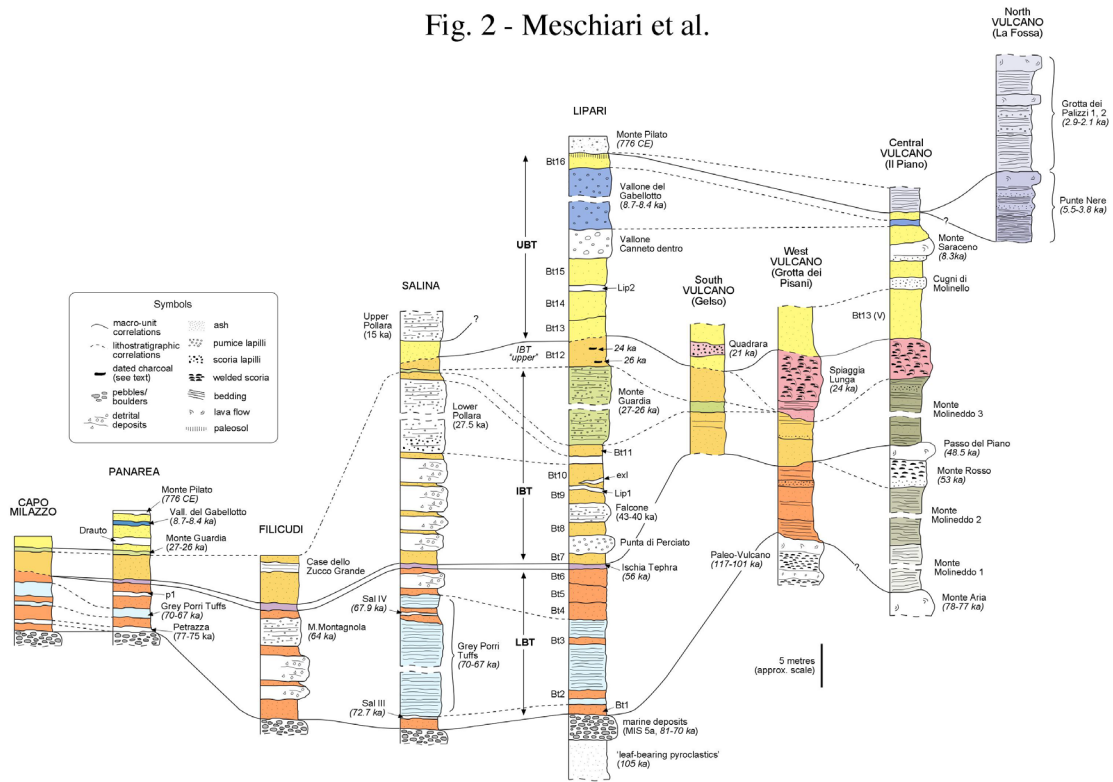 Fig. 2 - Meschiari et al.
North
VULCANO
(La Fossa)
Grotta dei
Palizzi 1, 2
(2.9-2.1 ka)
Punte Nere
(5.5-3.8 ka)
Central
VULCANO
(Il Piano)
?
Monte
Saraceno
(8.3ka)
Cugni di
Molinello
Bt13 (V)
Monte
Molineddo 3
Passo del Piano
(48.5 ka)
Monte Rosso
(53 ka)
Monte
Molineddo 2
Monte
Molineddo 1
Monte Aria
(78-77 ka)
?
West
VULCANO
(Grotta dei
Pisani)
Spiaggia
Lunga
(24 ka)
Paleo-Vulcano
(117-101 ka)
South
VULCANO
(Gelso)
Quadrara
(21 ka)
LIPARI
Monte Pilato
(776 CE)
Bt16
Vallone del
Gabellotto
(8.7-8.4 ka)
Vallone
Canneto dentro
UBT
Bt15
Lip2
Bt14
Bt13
IBT
"upper"
Bt12
24 ka
26 ka
Monte
Guardia
(27-26 ka)
Bt11
Bt10
exl
Bt9
Lip1
Falcone
(43-40 ka)
IBT
Bt8
Punta di Perciato
Bt7
Ischia Tephra
(56 ka)
Bt6
Bt5
Bt4
LBT
Bt3
Bt2
Bt1
marine deposits
(MIS 5a, 81-70 ka)
'leaf-bearing pyroclastics'
(105 ka)
SALINA
Upper
Pollara
(15 ka)
?
Lower
Pollara
(27.5 ka)
Sal IV
(67.9 ka)
Grey Porri
Tuffs
(70-67 ka)
Sal III
(72.7 ka)
FILICUDI
Case dello
Zucco Grande
M.Montagnola
(64 ka)
PANAREA
Monte Pilato
(776 CE)
Vall. del Gabellotto
(8.7-8.4 ka)
Drauto
Monte Guardia
(27-26 ka)
p1
Grey Porri Tuffs
(70-67 ka)
Petrazza
(77-75 ka)
CAPO
MILAZZO
Symbols
macro-unit
correlations
lithostratigraphic
correlations
dated charcoal
(see text)
pebbles/
boulders
detrital
deposits
ash
pumice lapilli
scoria lapilli
welded scoria
bedding
lava flow
paleosol
5 metres
(approx. scale)